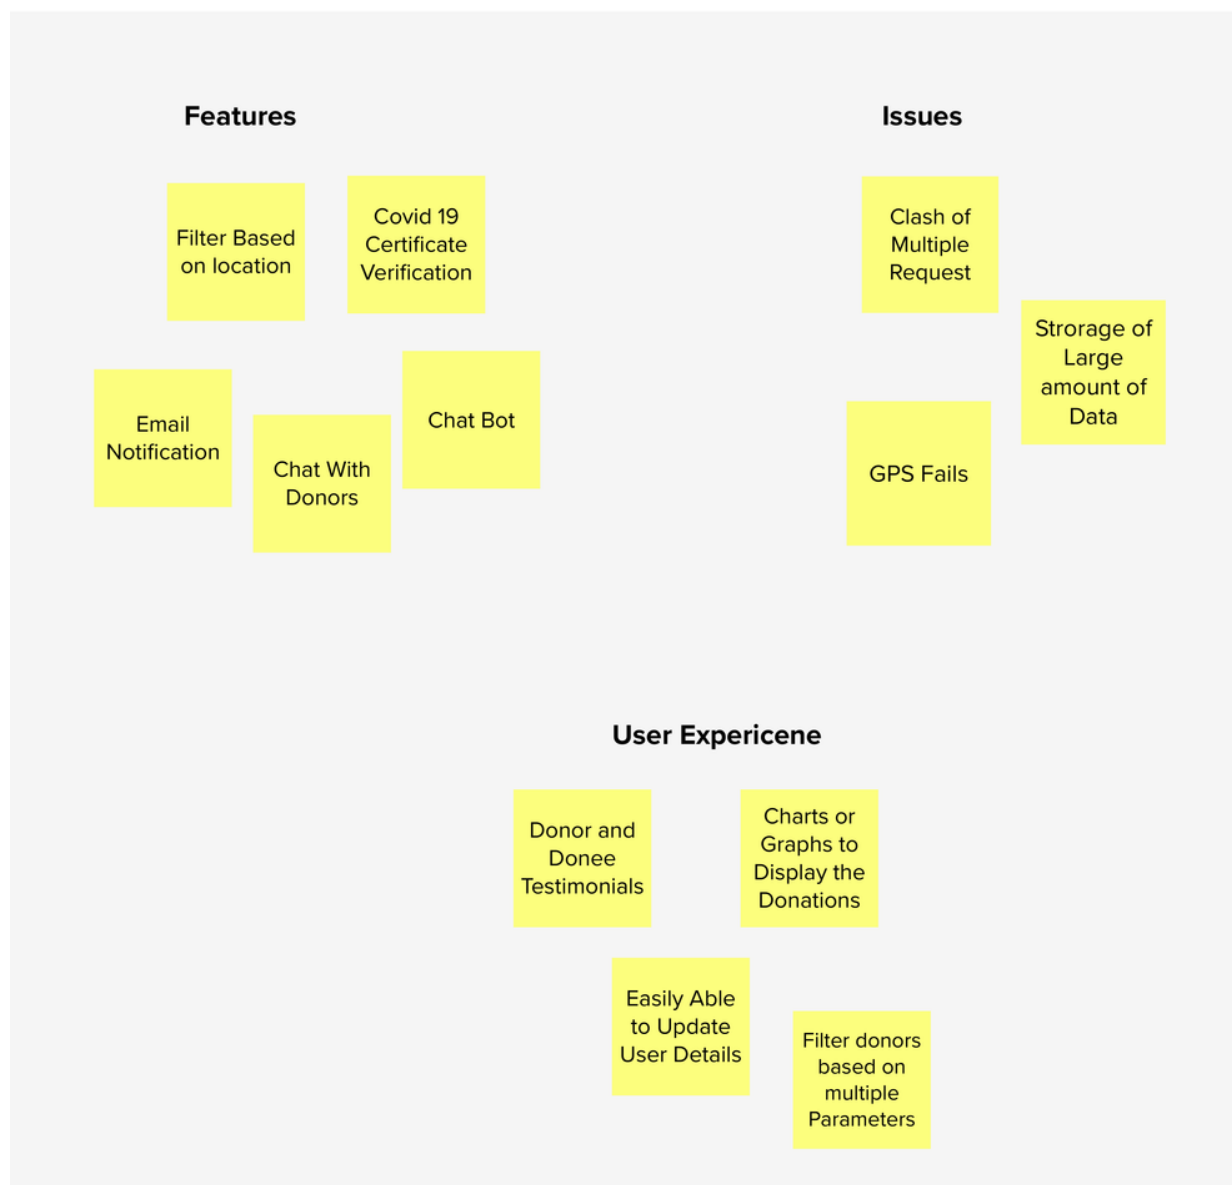 Features
Filter Based
on location
Covid 19
Certificate
Verification
Email
Notification
Chat With
Donors
Chat Bot
Issues
Clash of
Multiple
Request
Strorage of
Large
amount of
Data
GPS Fails
User Expericene
Donor and
Donee
Testimonials
Charts or
Graphs to
Display the
Donations
Easily Able
to Update
User Details
Filter donors
based on
multiple
Parameters